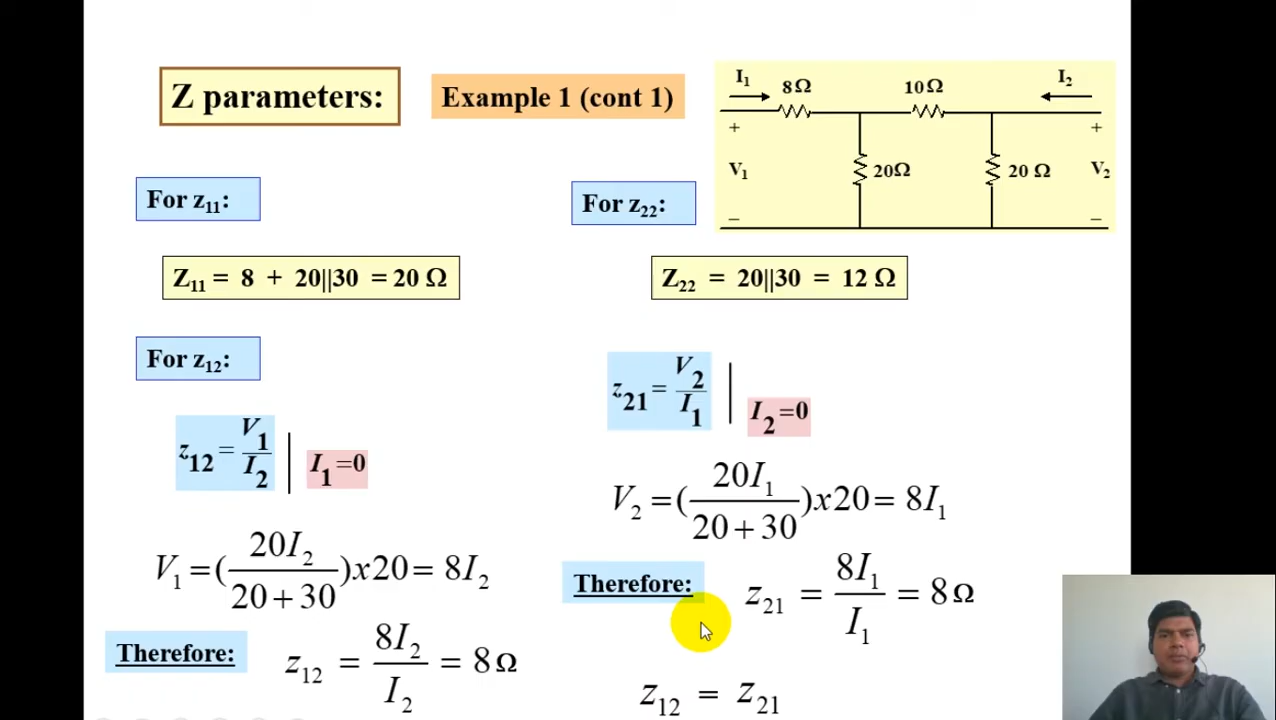 Z parameters:
Example 1 (cont 1)
I₁
8Ω
10Ω
I₂
+
+
V₁
20Ω
20 Ω
V₂
–
–
For z₁₁:
For z₂₂:
Z₁₁ = 8 + 20||30 = 20 Ω
Z₂₂ = 20||30 = 12 Ω
For z₁₂:
z₁₂ = V₁/I₂ | I₁=0
V₁ = (20I₂/(20+30))x20 = 8I₂
Therefore: z₁₂ = 8I₂/I₂ = 8Ω
z₂₁ = V₂/I₁ | I₂=0
V₂ = (20I₁/(20+30))x20 = 8I₁
Therefore: z₂₁ = 8I₁/I₁ = 8Ω
z₁₂ = z₂₁